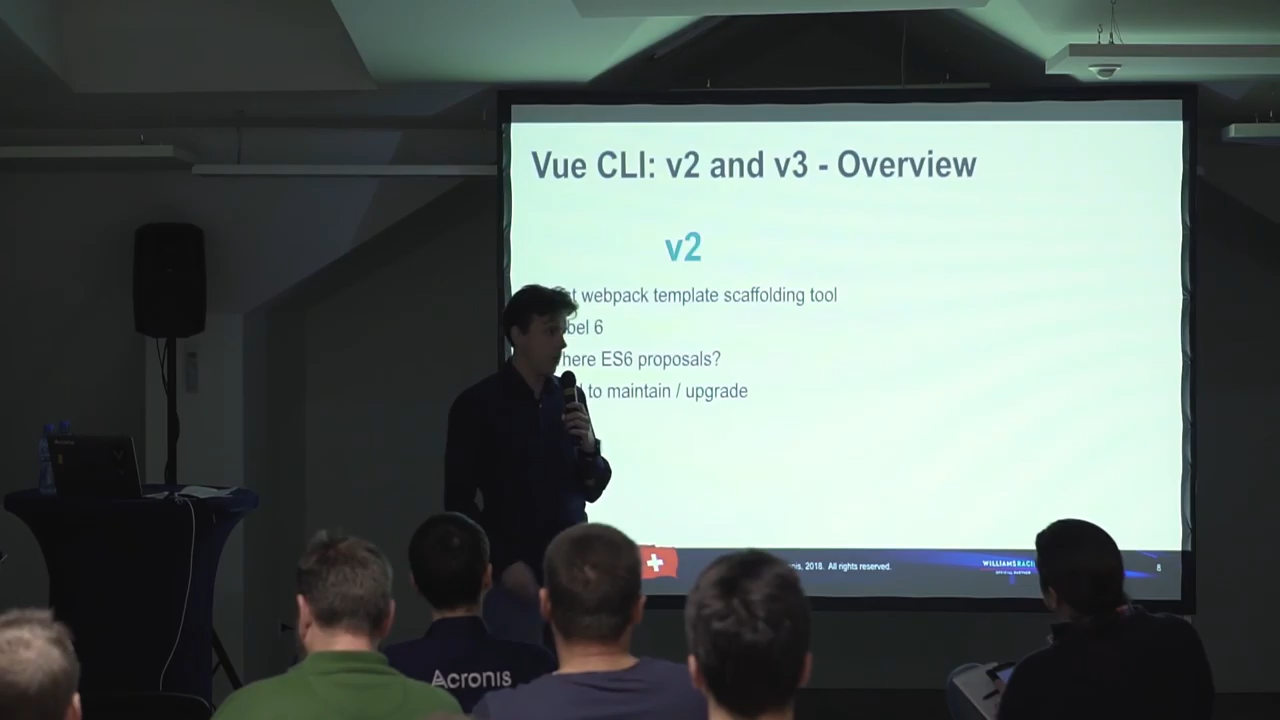 Vue CLI: v2 and v3 - Overview
v2
webpack template scaffolding tool
6
ES6 proposals?
to maintain / upgrade
2018. All rights reserved.
8
Acronis